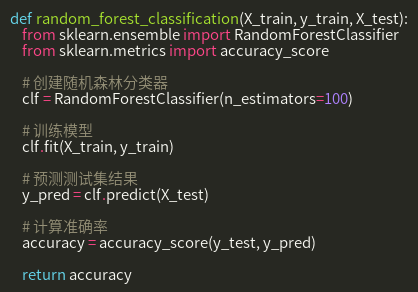 def random_forest_classification(X_train, y_train, X_test):
from sklearn.ensemble import RandomForestClassifier
from sklearn.metrics import accuracy_score
# 创建随机森林分类器
clf = RandomForestClassifier(n_estimators=100)
# 训练模型
clf.fit(X_train, y_train)
# 预测测试集结果
y_pred = clf.predict(X_test)
# 计算准确率
accuracy = accuracy_score(y_test, y_pred)
return accuracy